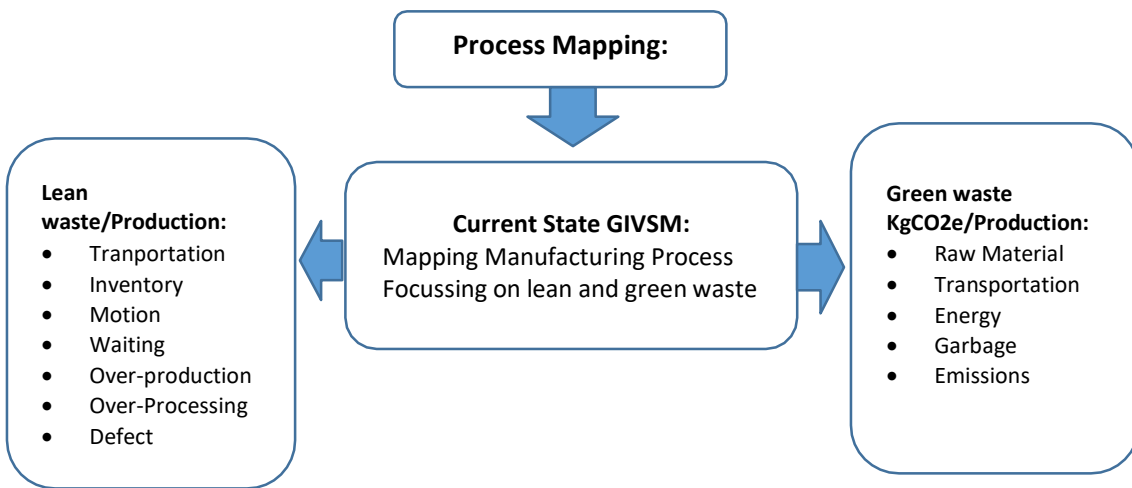 Process Mapping:
Lean
waste/Production:
• Tranportation
• Inventory
• Motion
• Waiting
• Over-production
• Over-Processing
• Defect
Current State GIVSM:
Mapping Manufacturing Process
Focussing on lean and green waste
Green waste
KgCO2e/Production:
• Raw Material
• Transportation
• Energy
• Garbage
• Emissions